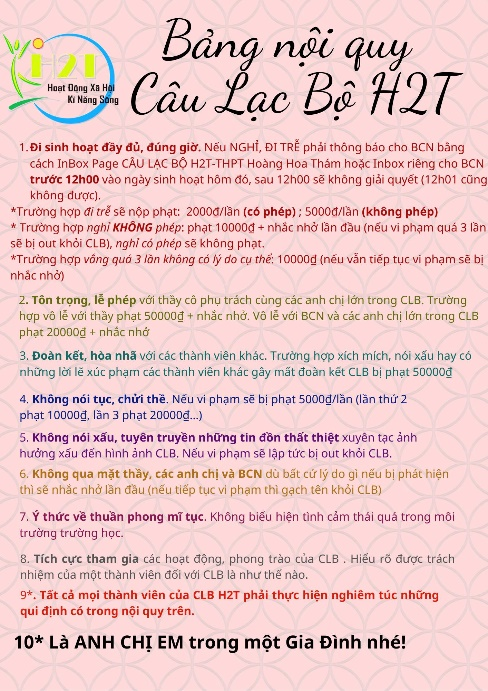 H2T
Hoạt Động Xã Hội
Kĩ Năng Sống
Bảng nội quy
Câu Lạc Bộ H2T
1. Đi sinh hoạt đầy đủ, đúng giờ. Nếu NGHỈ, ĐI TRỄ phải thông báo cho BCN bằng
cách InBox Page CÂU LẠC BỘ H2T-THPT Hoàng Hoa Thám hoặc Inbox riêng cho BCN
trước 12h00 vào ngày sinh hoạt hôm đó, sau 12h00 sẽ không giải quyết (12h01 cũng
không được).
*Trường hợp đi trễ sẽ nộp phạt: 2000₫/lần (có phép) ; 5000₫/lần (không phép)
* Trường hợp nghỉ KHÔNG phép: phạt 10000₫ + nhắc nhở lần đầu (nếu vi phạm quá 3 lần
sẽ bị out khỏi CLB), nghỉ có phép sẽ không phạt.
*Trường hợp vắng quá 3 lần không có lý do cụ thể: 10000₫ (nếu vẫn tiếp tục vi phạm sẽ bị
nhắc nhở)
2. Tôn trọng, lễ phép với thầy cô phụ trách cùng các anh chị lớn trong CLB. Trường
hợp vô lễ với thầy phạt 50000₫ + nhắc nhở. Vô lễ với BCN và các anh chị lớn trong CLB
phạt 20000₫ + nhắc nhở
3. Đoàn kết, hòa nhã với các thành viên khác. Trường hợp xích mích, nói xấu hay có
những lời lẽ xúc phạm các thành viên khác gây mất đoàn kết CLB bị phạt 50000₫
4. Không nói tục, chửi thề. Nếu vi phạm sẽ bị phạt 5000₫/lần (lần thứ 2
phạt 10000₫, lần 3 phạt 20000₫...)
5. Không nói xấu, tuyên truyền những tin đồn thất thiệt xuyên tạc ảnh
hưởng xấu đến hình ảnh CLB. Nếu vi phạm sẽ lập tức bị out khỏi CLB.
6. Không qua mặt thầy, các anh chị và BCN dù bất cứ lý do gì nếu bị phát hiện
thì sẽ nhắc nhở lần đầu (nếu tiếp tục vi phạm thì gạch tên khỏi CLB)
7. Ý thức về thuần phong mĩ tục. Không biểu hiện tình cảm thái quá trong môi
trường trường học.
8. Tích cực tham gia các hoạt động, phong trào của CLB . Hiểu rõ được trách
nhiệm của một thành viên đối với CLB là như thế nào.
9*. Tất cả mọi thành viên của CLB H2T phải thực hiện nghiêm túc những
qui định có trong nội quy trên.
10* Là ANH CHỊ EM trong một Gia Đình nhé!